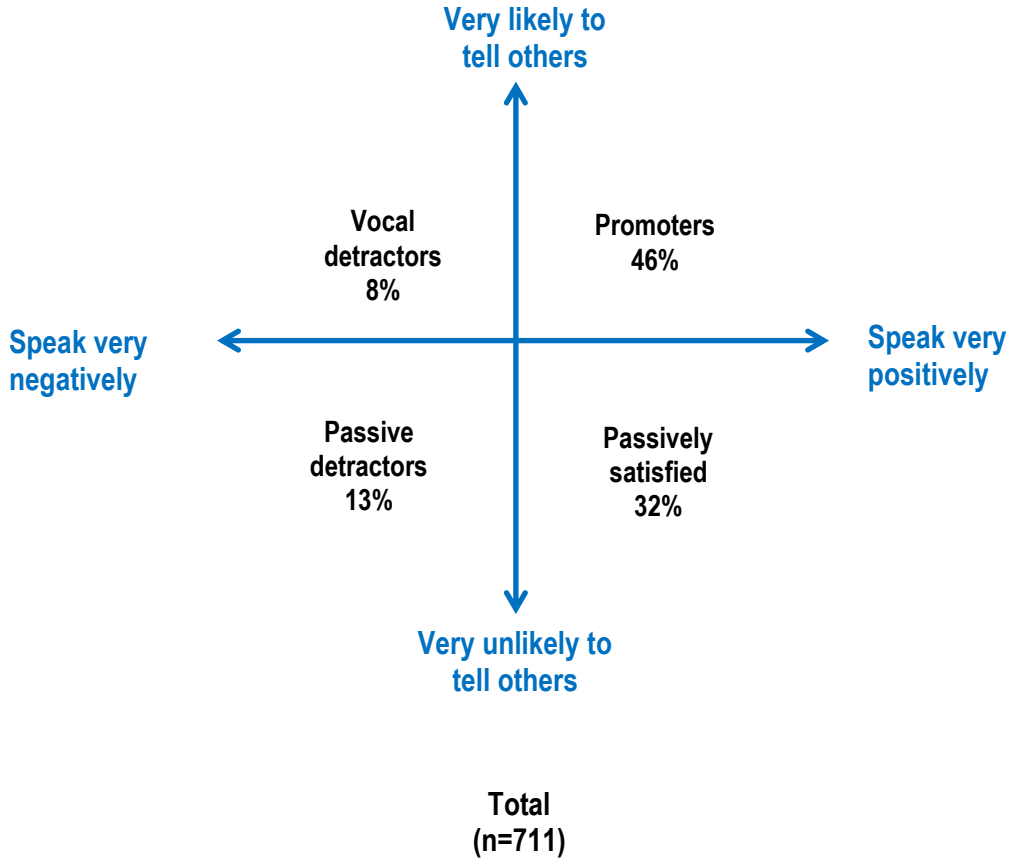 Very likely to
tell others
Vocal
detractors
8%
Promoters
46%
Speak very
negatively
Speak very
positively
Passive
detractors
13%
Passively
satisfied
32%
Very unlikely to
tell others
Total
(n=711)